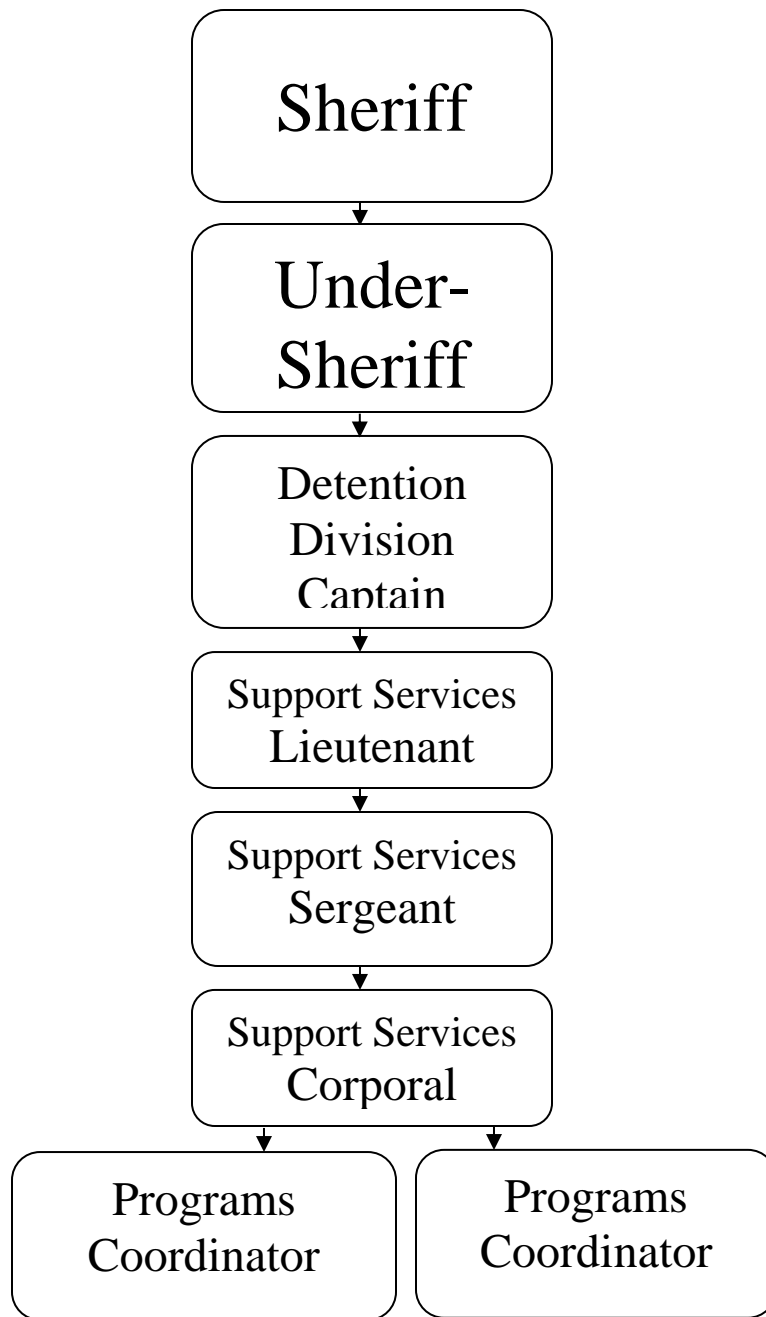 Sheriff
Under-
Sheriff
Detention
Division
Captain
Support Services
Lieutenant
Support Services
Sergeant
Support Services
Corporal
Programs
Coordinator
Programs
Coordinator